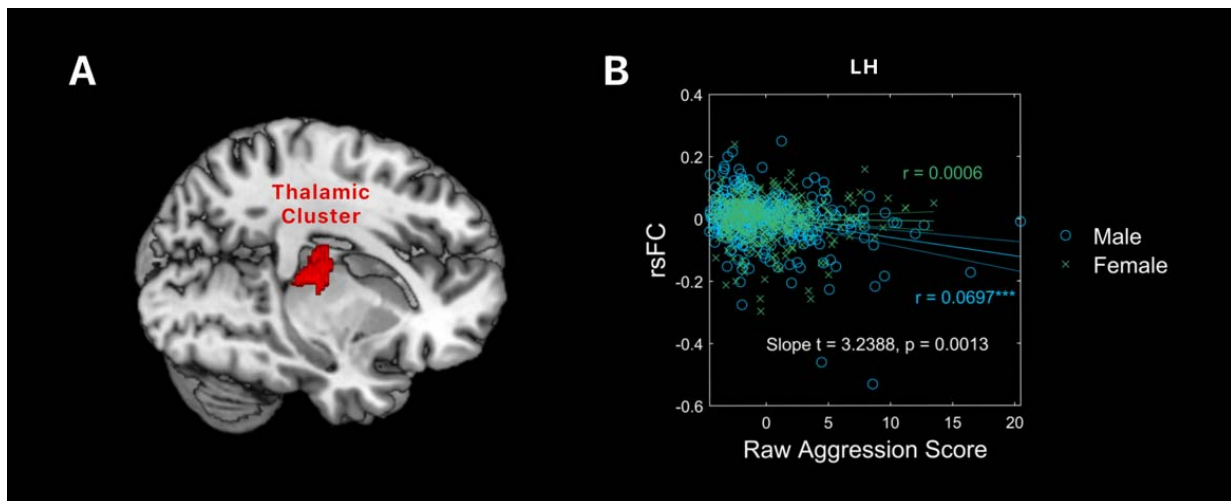 A
Thalamic
Cluster
B
LH
0.4
0.2
0
-0.2
-0.4
-0.6
rsFC
r = 0.0006
r = 0.0697***
Slope t = 3.2388, p = 0.0013
0
5
10
15
20
Raw Aggression Score
Male
Female